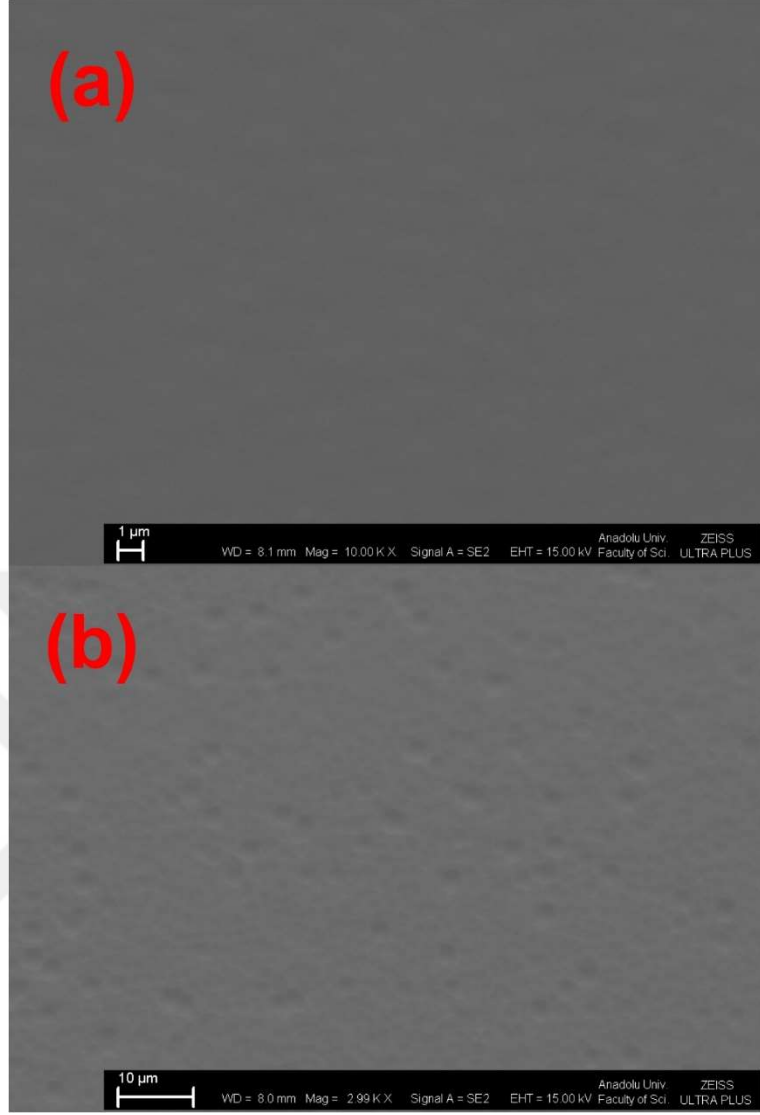 (a)
1 µm
WD = 8.1 mm Mag = 10.00 K X Signal A = SE2 EHT = 15.00 kV Anadolu Univ. Faculty of Sci. ZEISS ULTRA PLUS
(b)
10 µm
WD = 8.0 mm Mag = 2.99 K X Signal A = SE2 EHT = 15.00 kV Anadolu Univ. Faculty of Sci. ZEISS ULTRA PLUS